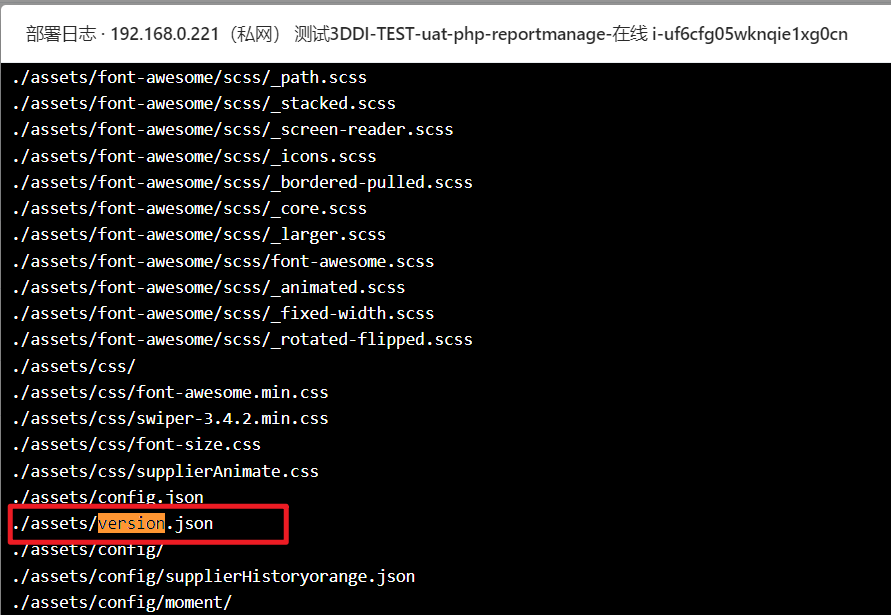 部署日志 · 192.168.0.221（私网） 测试3DDI-TEST-uat-php-reportmanage-在线 i-uf6cfg05wknqie1xg0cn
./assets/font-awesome/scss/_path.scss
./assets/font-awesome/scss/_stacked.scss
./assets/font-awesome/scss/_screen-reader.scss
./assets/font-awesome/scss/_icons.scss
./assets/font-awesome/scss/_bordered-pulled.scss
./assets/font-awesome/scss/_core.scss
./assets/font-awesome/scss/_larger.scss
./assets/font-awesome/scss/font-awesome.scss
./assets/font-awesome/scss/_animated.scss
./assets/font-awesome/scss/_fixed-width.scss
./assets/font-awesome/scss/_rotated-flipped.scss
./assets/css/
./assets/css/font-awesome.min.css
./assets/css/swiper-3.4.2.min.css
./assets/css/font-size.css
./assets/css/supplierAnimate.css
./assets/config.json
./assets/version.json
./assets/config/
./assets/config/supplierHistoryorange.json
./assets/config/moment/